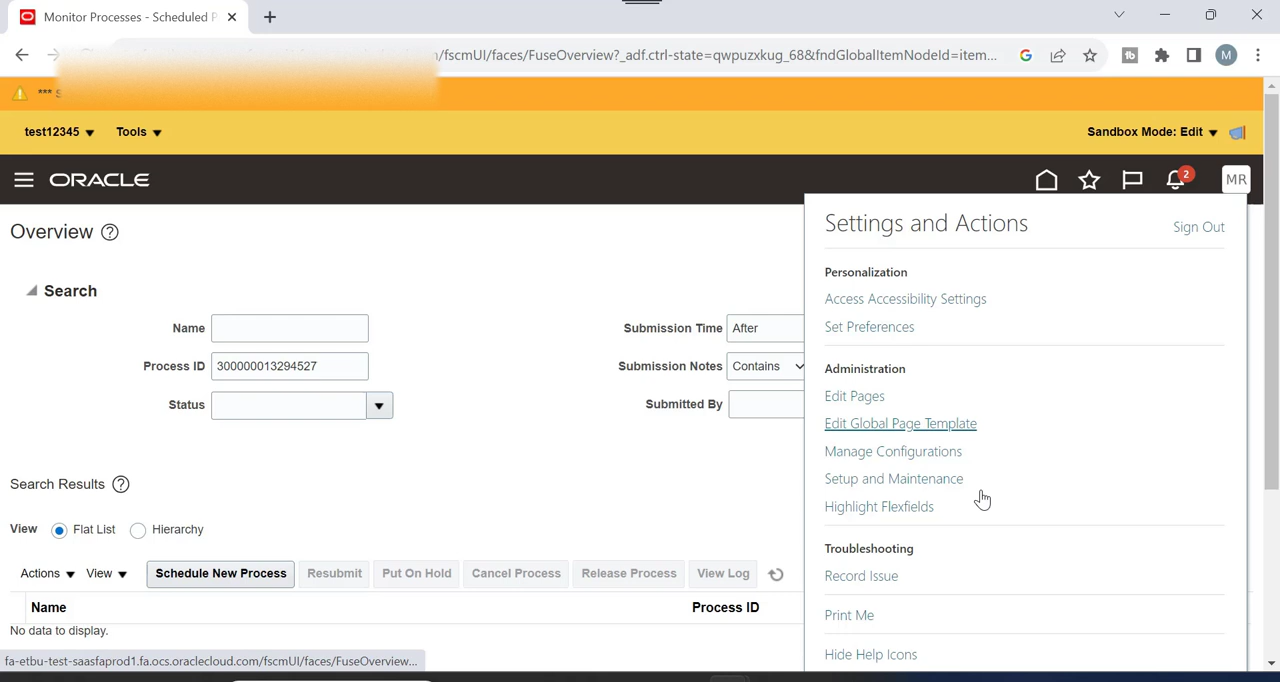 Monitor Processes - Scheduled P
/fscmUI/faces/FuseOverview?_adf.ctrl-state=qwpuzxkug_68&fndGlobalItemNodeId=item...
tb
M
***
test12345
Tools
Sandbox Mode: Edit
ORACLE
2
MR
Overview
Settings and Actions
Sign Out
Personalization
Access Accessibility Settings
Set Preferences
Administration
Edit Pages
Edit Global Page Template
Manage Configurations
Setup and Maintenance
Highlight Flexfields
Troubleshooting
Record Issue
Print Me
Hide Help Icons
Search
Name
Submission Time After
Process ID 300000013294527
Submission Notes Contains
Status
Submitted By
Search Results
View Flat List Hierarchy
Actions View Schedule New Process Resubmit Put On Hold Cancel Process Release Process View Log
Name Process ID
No data to display.
fa-etbu-test-saasfaprod1.fa.ocs.oraclecloud.com/fscmUI/faces/FuseOverview...